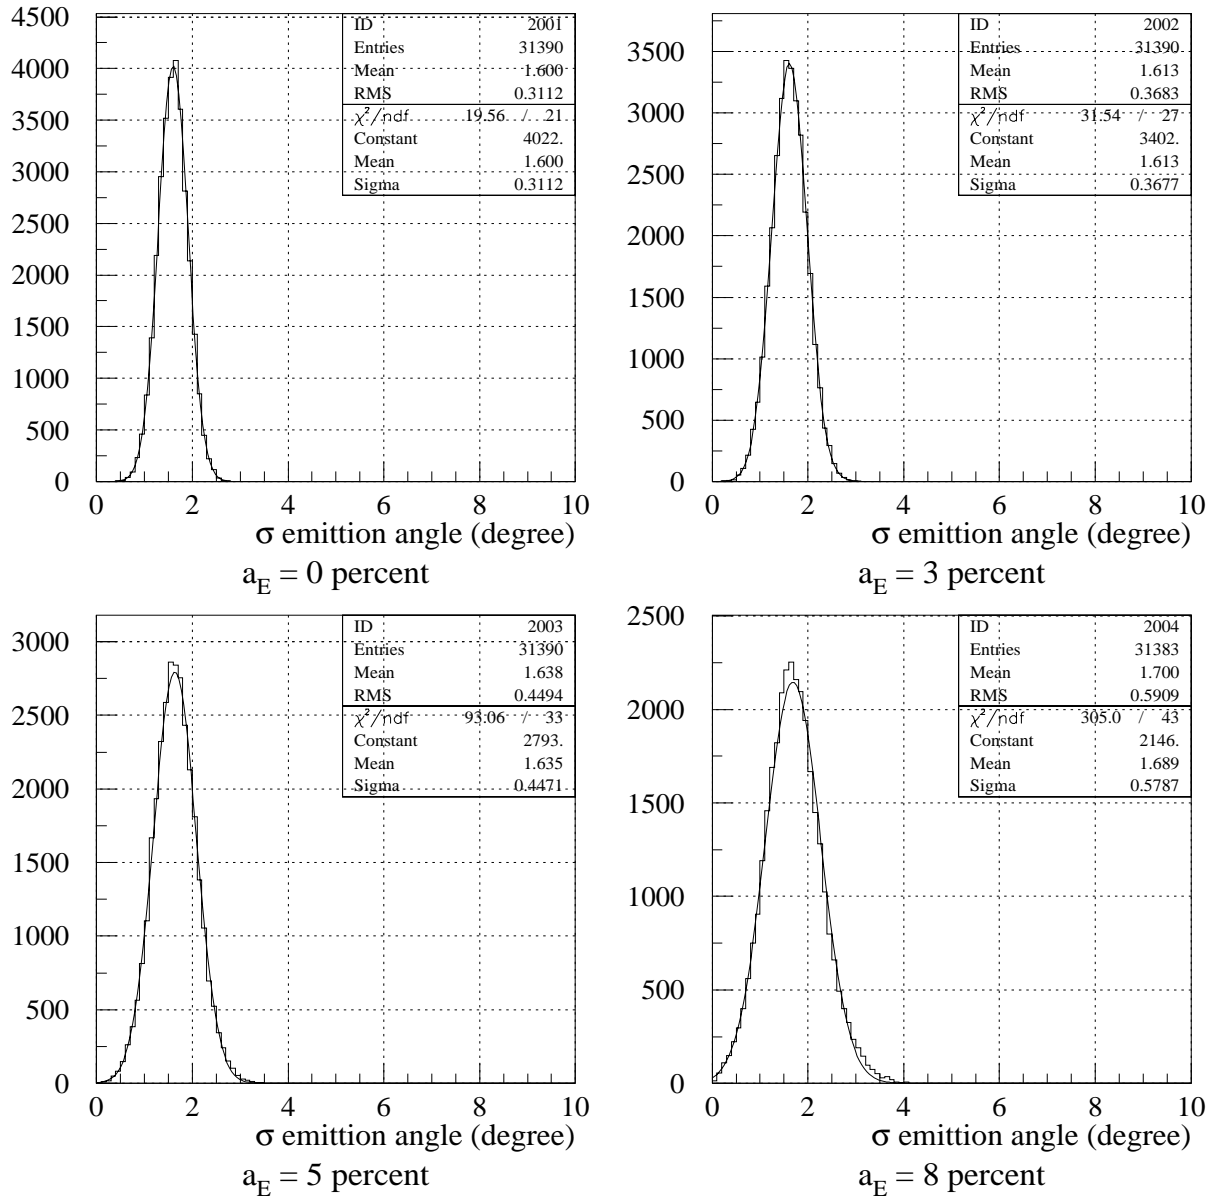 4500
4000
3500
3000
2500
2000
1500
1000
500
0
ID 2001
Entries 31390
Mean 1.600
RMS 0.3112
χ²/ndf 19.56 / 21
Constant 4022.
Mean 1.600
Sigma 0.3112
0 2 4 6 8 10
σ emittion angle (degree)
a_E = 0 percent
3500
3000
2500
2000
1500
1000
500
0
ID 2002
Entries 31390
Mean 1.613
RMS 0.3683
χ²/ndf 31.54 / 27
Constant 3402.
Mean 1.613
Sigma 0.3677
0 2 4 6 8 10
σ emittion angle (degree)
a_E = 3 percent
3000
2500
2000
1500
1000
500
0
ID 2003
Entries 31390
Mean 1.638
RMS 0.4494
χ²/ndf 93.06 / 33
Constant 2793.
Mean 1.635
Sigma 0.4471
0 2 4 6 8 10
σ emittion angle (degree)
a_E = 5 percent
2500
2000
1500
1000
500
0
ID 2004
Entries 31383
Mean 1.700
RMS 0.5909
χ²/ndf 305.0 / 43
Constant 2146.
Mean 1.689
Sigma 0.5787
0 2 4 6 8 10
σ emittion angle (degree)
a_E = 8 percent